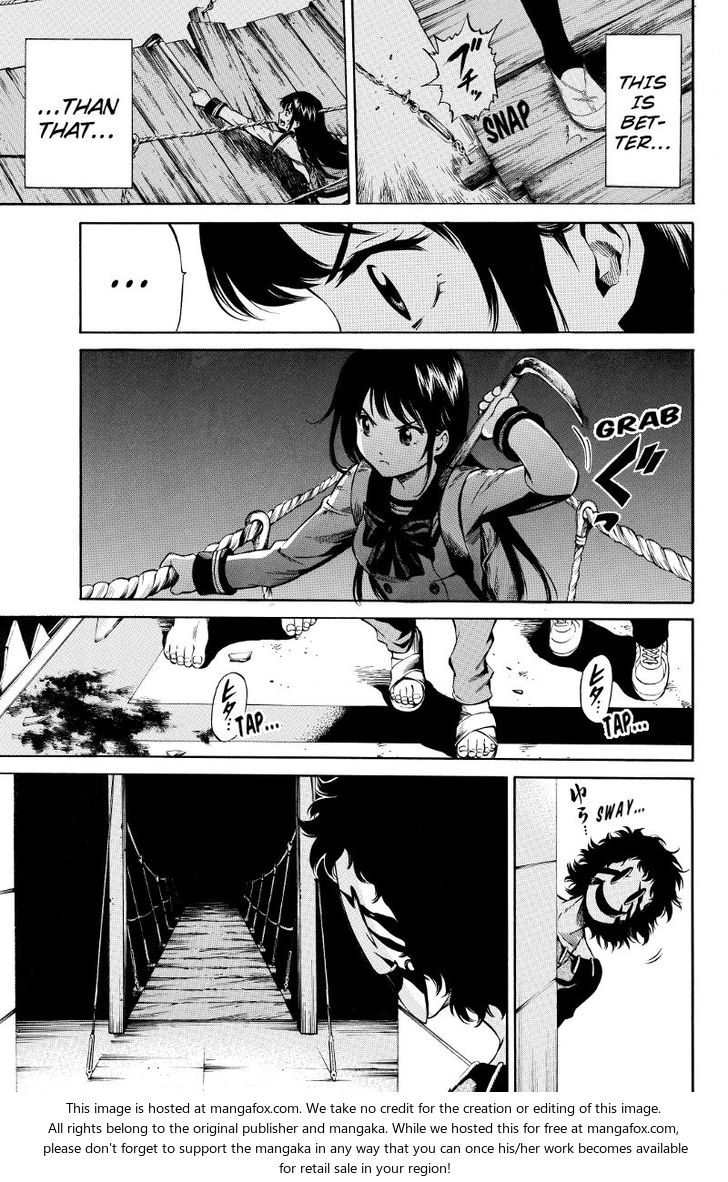 THIS
IS
BET-
TER...
ブチッ
SNAP
...THAN
THAT...
...
GRAB
グッ
ヒタ...
TAP...
ヒタ...
TAP...
ゆら...
SWAY...
This image is hosted at mangafox.com. We take no credit for the creation or editing of this image.
All rights belong to the original publisher and mangaka. While we hosted this for free at mangafox.com,
please don't forget to support the mangaka in any way that you can once his/her work becomes available
for retail sale in your region!